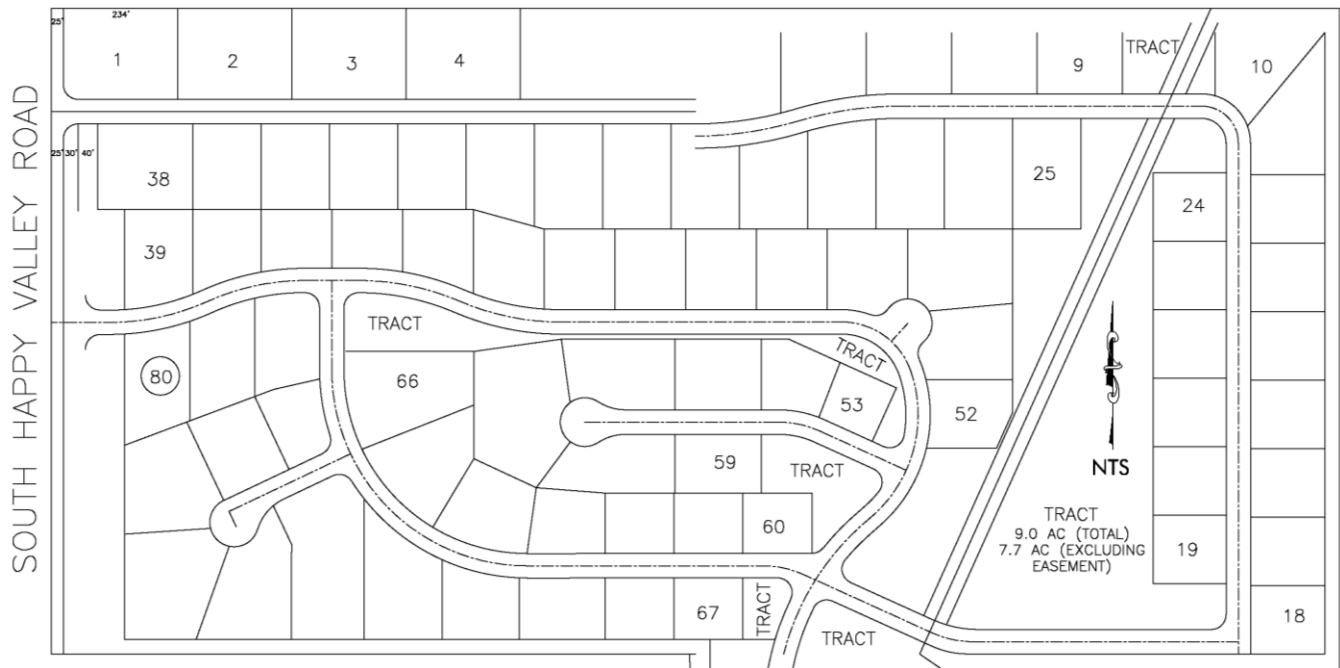 SOUTH HAPPY VALLEY ROAD
25'
234'
1
2
3
4
9
TRACT
10
25'
30'
40'
38
25
24
39
TRACT
TRACT
80
66
53
52
NTS
59
TRACT
60
TRACT
9.0 AC (TOTAL)
7.7 AC (EXCLUDING
EASEMENT)
19
67
TRACT
TRACT
18